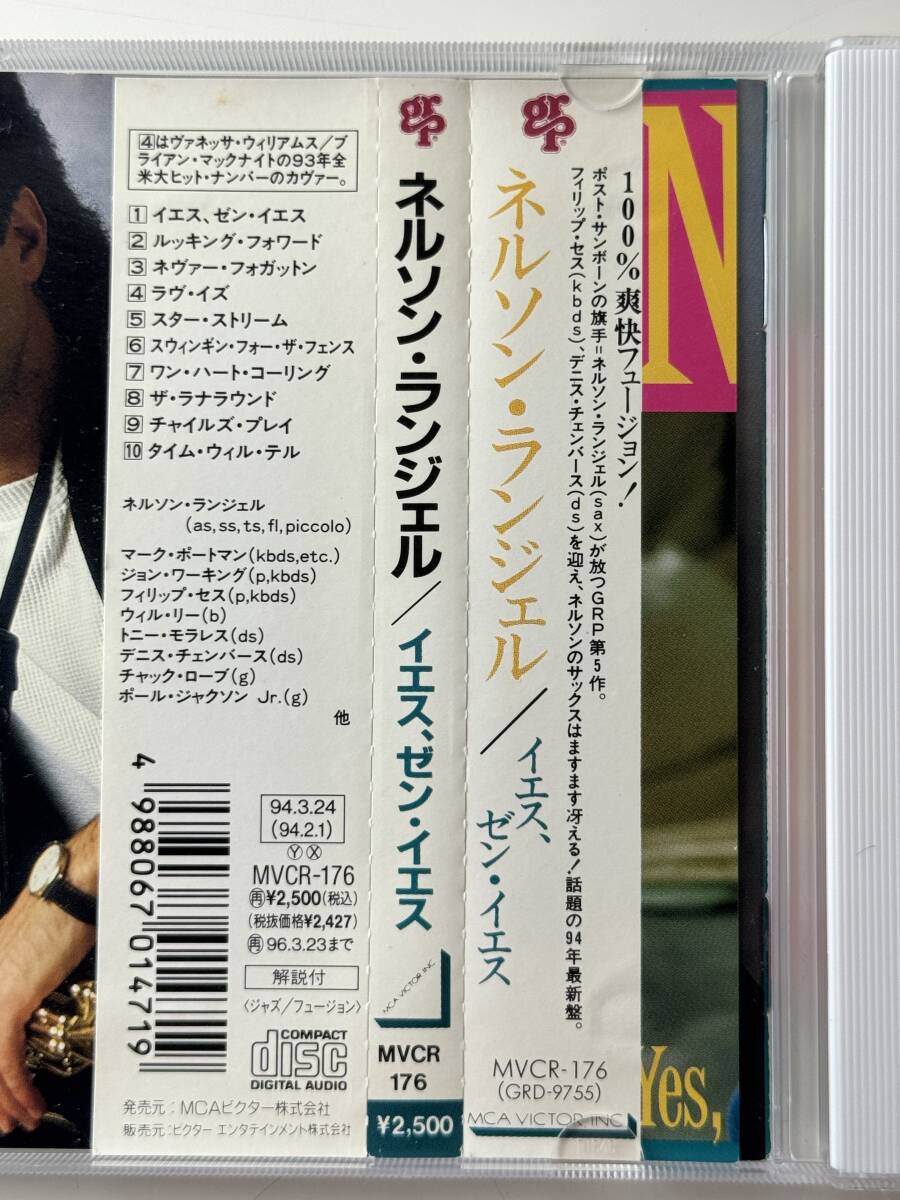 4はヴァネッサ・ウィリアムス/ブ
ライアン・マックナイトの93年全
米大ヒット・ナンバーのカヴァー。
1 イエス、ゼン・イエス
2 ルッキング・フォワード
3 ネヴァー・フォガットン
4 ラヴ・イズ
5 スター・ストリーム
6 スウィンギン・フォー・ザ・フェンス
7 ワン・ハート・コーリング
8 ザ・ラナラウンド
9 チャイルズ・プレイ
10 タイム・ウィル・テル
ネルソン・ランジェル
(as,ss,ts,fl,piccolo)
マーク・ポートマン(kbds,etc.)
ジョン・ワーキング(p,kbds)
フィリップ・セス(p,kbds)
ウィル・リー(b)
トニー・モラレス(ds)
デニス・チェンバース(ds)
チャック・ローブ(g)
ポール・ジャクソン Jr.(g)
他
4 988067 014719
94.3.24
(94.2.1)
Ⓨ Ⓧ
MVCR-176
㊢¥2,500(税込)
(税抜価格¥2,427)
㊢96.3.23まで
解説付
〈ジャズ/フュージョン〉
COMPACT
disc
DIGITAL AUDIO
発売元:MCAビクター株式会社
販売元:ビクター エンタテインメント株式会社
GRP
ネルソン・ランジェル/イエス、ゼン・イエス
MCA VICTOR INC
MVCR
176
¥2,500
GRP
100%爽快フュージョン!
ポスト・サンボーンの旗手=ネルソン・ランジェル(sax)が放つGRP第5作。
フィリップ・セス(kbds)、デニス・チェンバース(ds)を迎え、ネルソンのサックスはますます冴える!話題の94年最新盤。
ネルソン・ランジェル/イエス、
ゼン・イエス
MVCR-176
(GRD-9755)
MCA VICTOR INC
N
Yes,